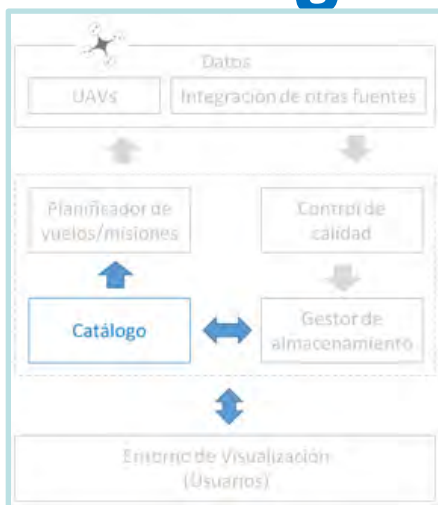 g
Datos
UAVs
Integración de otras fuentes
Planificador de
vuelos/misiones
Control de
calidad
Catálogo
Gestor de
almacenamiento
Entorno de Visualización
(Usuarios)